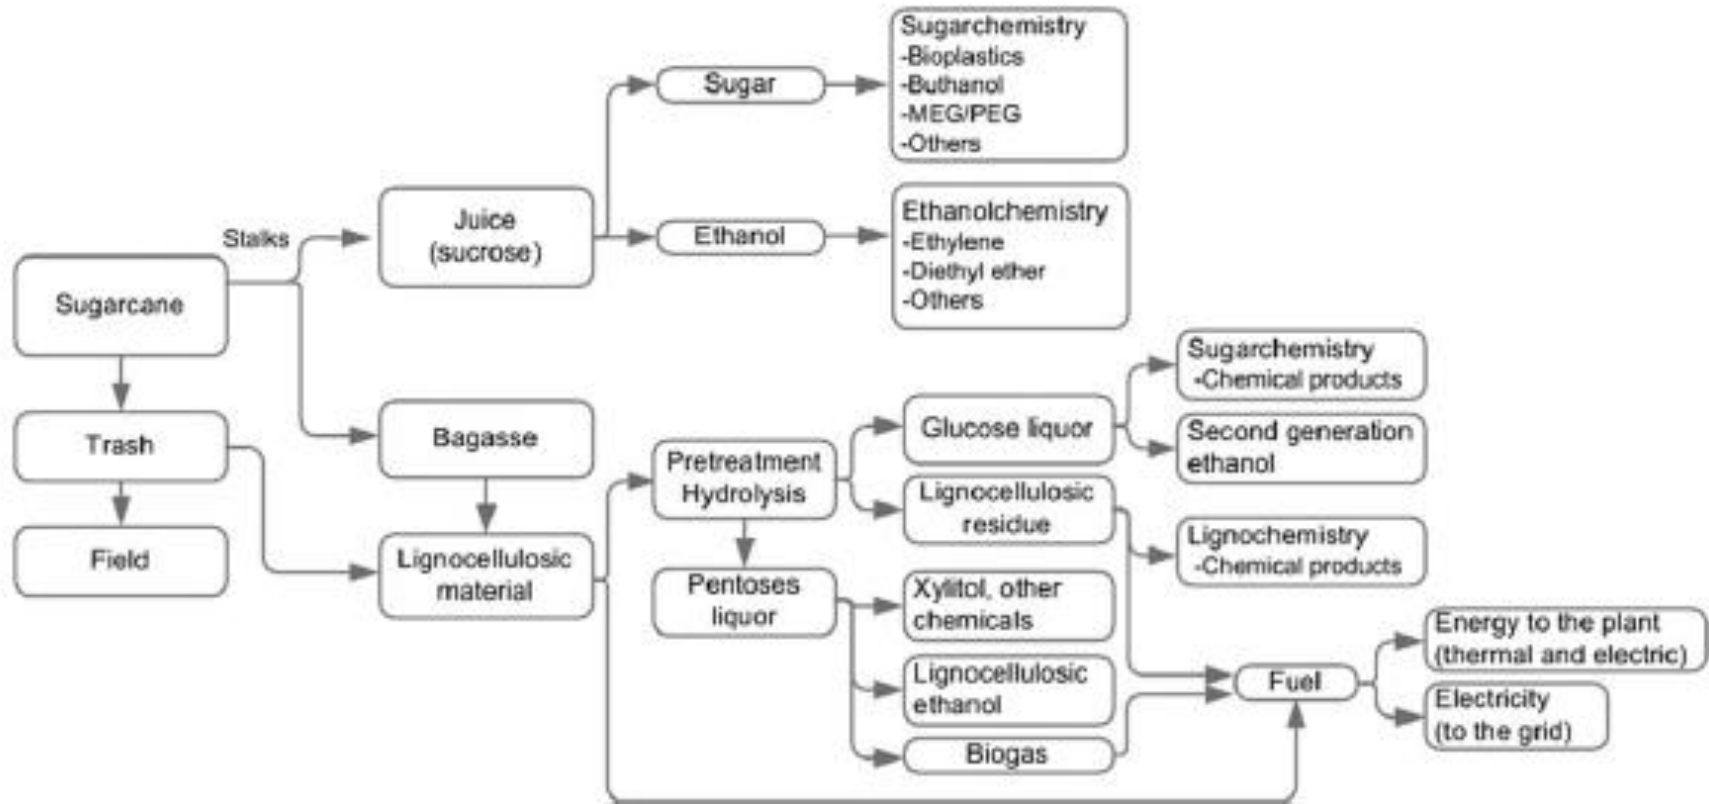 Sugarchemistry
-Bioplastics
-Buthanol
-MEG/PEG
-Others
Sugar
Juice
(sucrose)
Stalks
Ethanol
Ethanolchemistry
-Ethylene
-Diethyl ether
-Others
Sugarcane
Trash
Field
Bagasse
Lignocellulosic
material
Pretreatment
Hydrolysis
Pentoses
liquor
Glucose liquor
Lignocellulosic
residue
Xylitol, other
chemicals
Lignocellulosic
ethanol
Biogas
Sugarchemistry
-Chemical products
Second generation
ethanol
Lignochemistry
-Chemical products
Fuel
Energy to the plant
(thermal and electric)
Electricity
(to the grid)